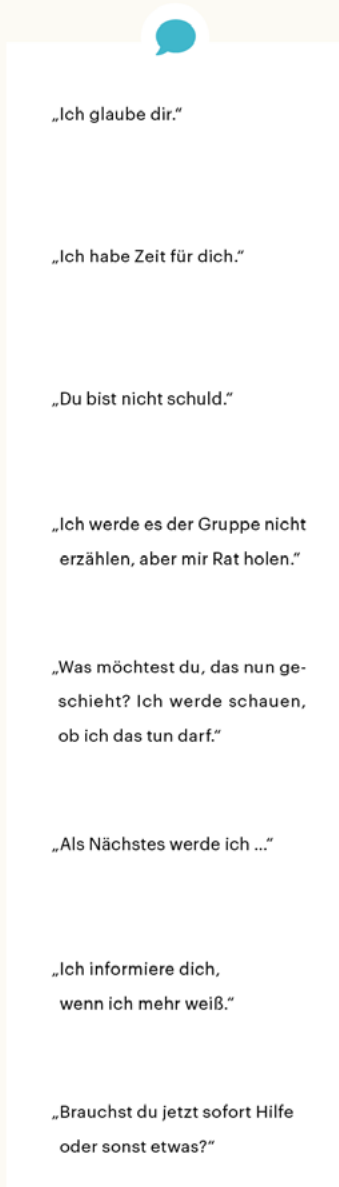 „Ich glaube dir.“
„Ich habe Zeit für dich.“
„Du bist nicht schuld.“
„Ich werde es der Gruppe nicht
erzählen, aber mir Rat holen.“
„Was möchtest du, das nun ge-
schieht? Ich werde schauen,
ob ich das tun darf.“
„Als Nächstes werde ich ...“
„Ich informiere dich,
wenn ich mehr weiß.“
„Brauchst du jetzt sofort Hilfe
oder sonst etwas?“